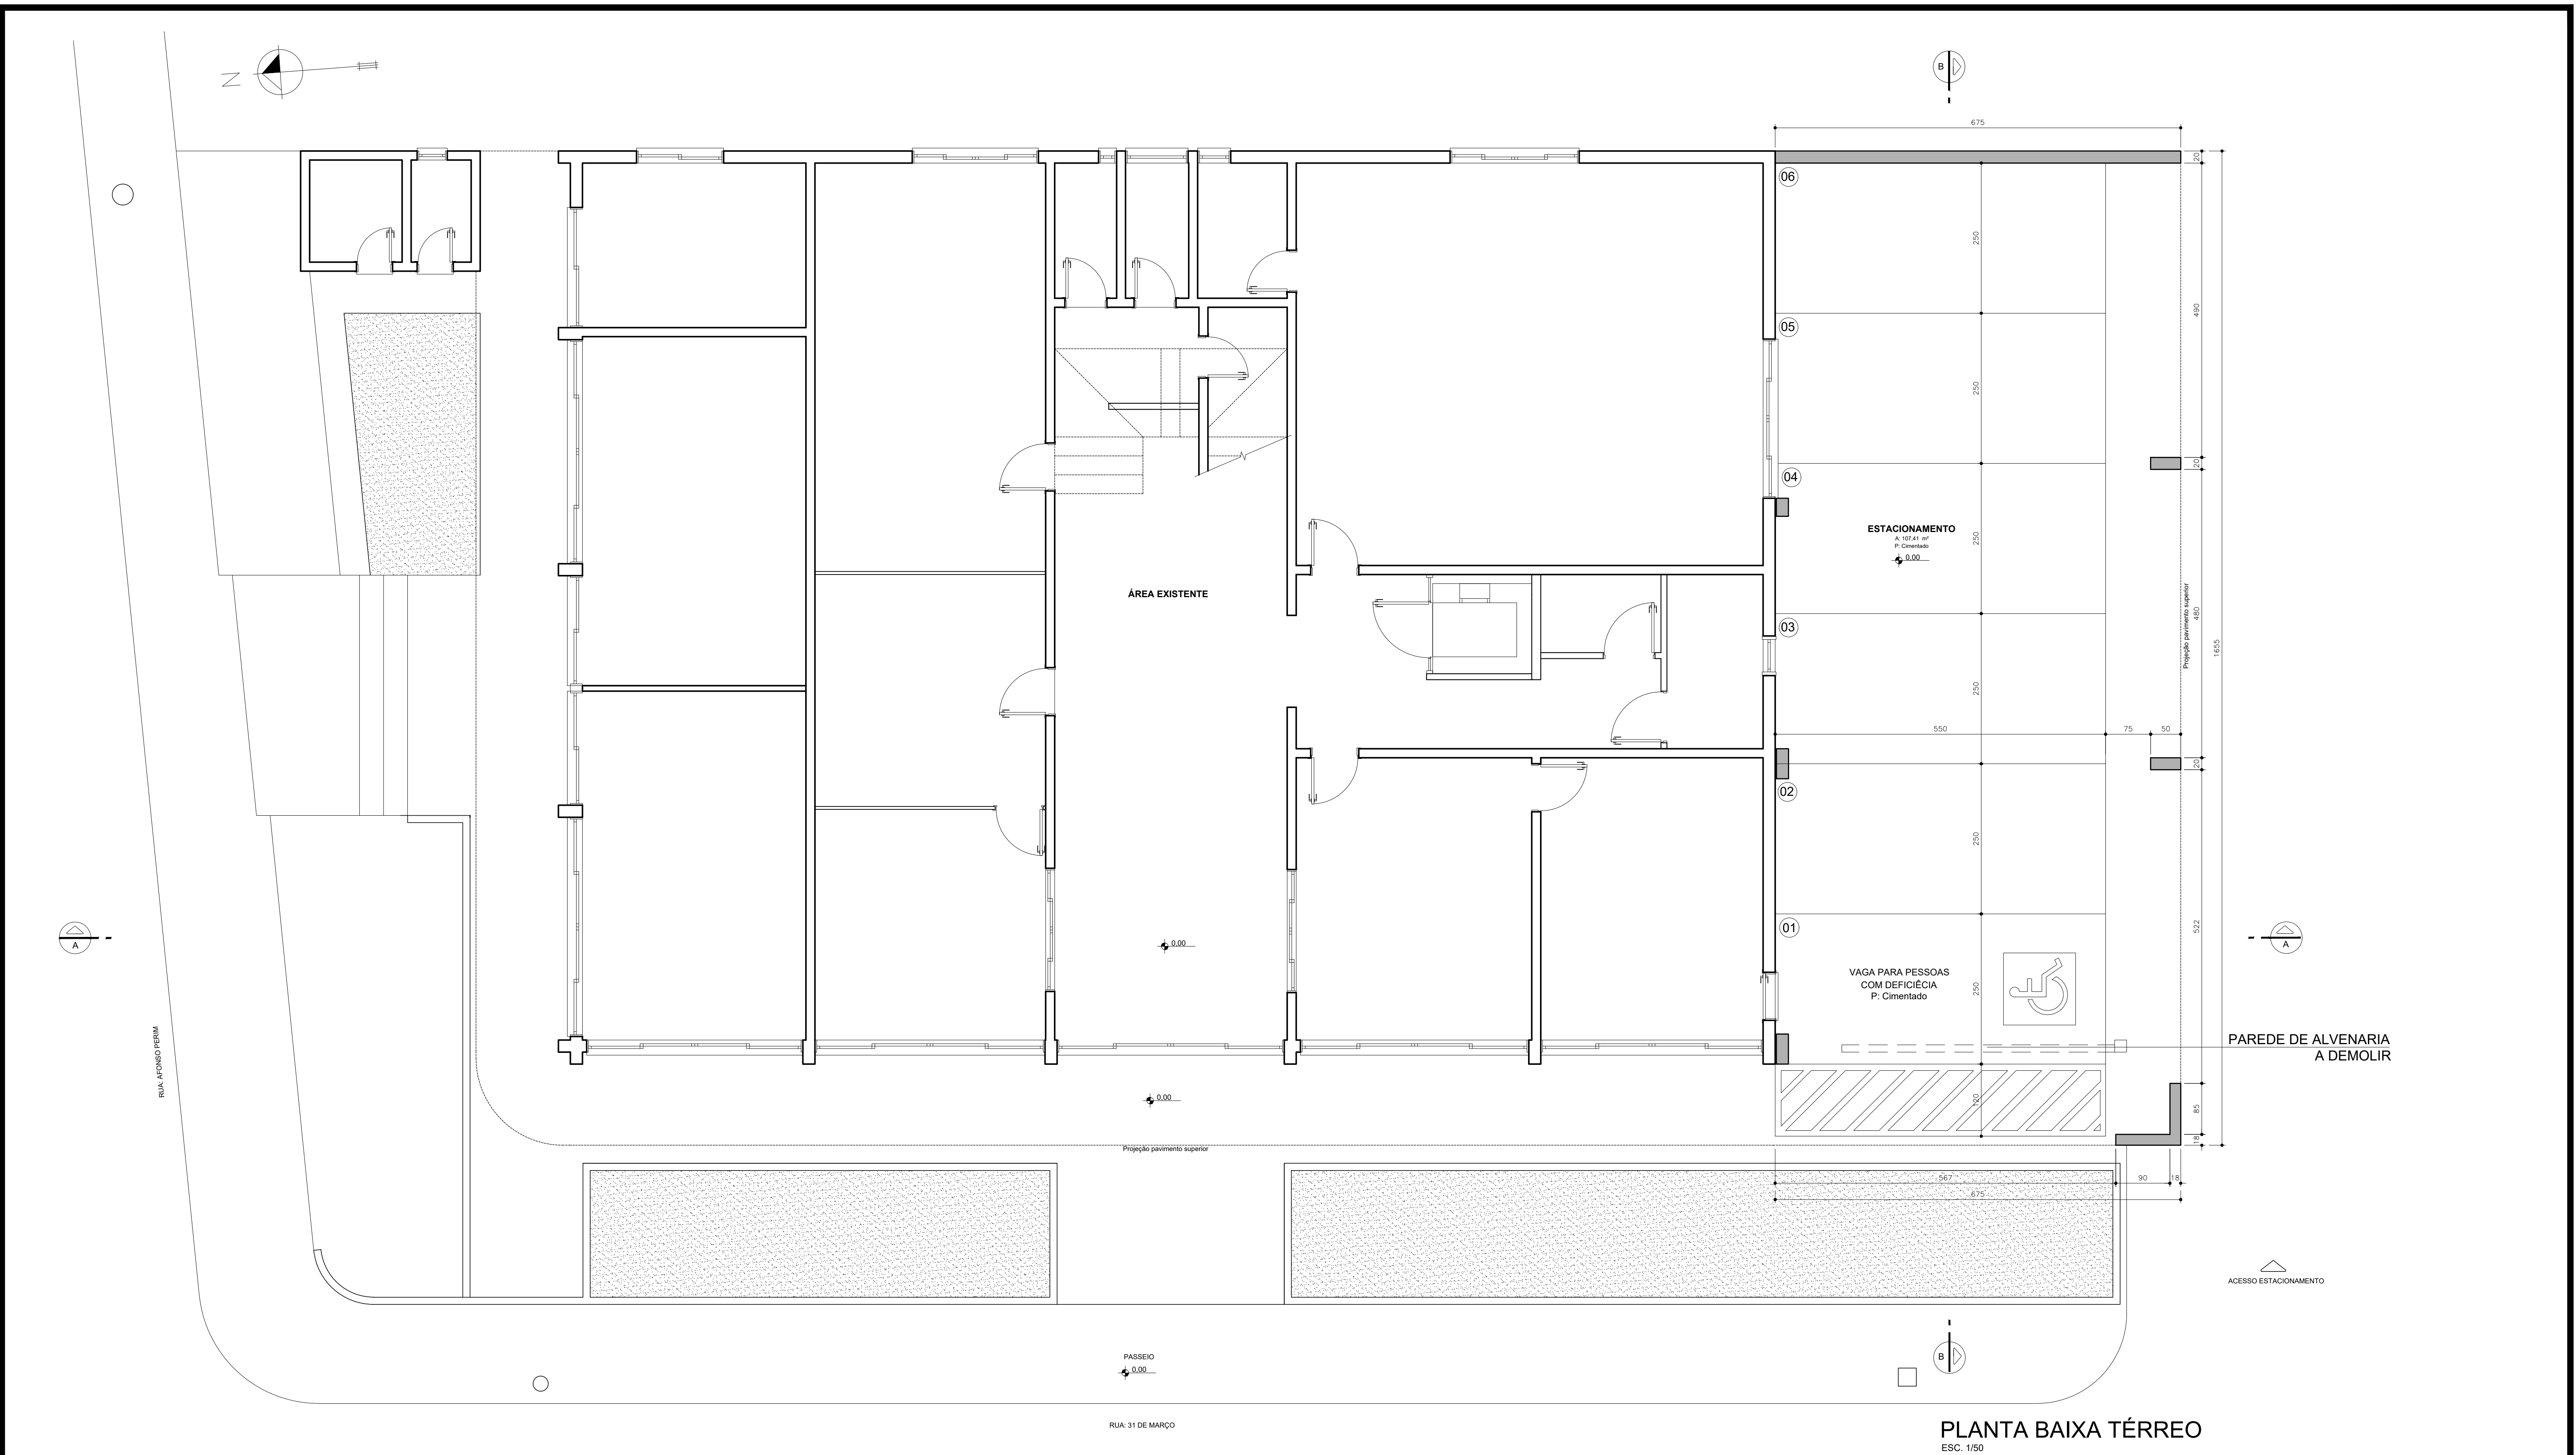 N
B
675
20
06
250
490
05
250
20
04
ESTACIONAMENTO
A: 107,41 m²
P: Cimentado
0.00
250
ÁREA EXISTENTE
Projeção pavimento superior
480
1655
03
250
550
75
50
20
02
250
522
01
A
A
0.00
VAGA PARA PESSOAS
COM DEFICIÊCIA
P: Cimentado
250
PAREDE DE ALVENARIA
A DEMOLIR
RUA: AFONSO PERIM
0.00
120
85
18
Projeção pavimento superior
567
90
18
675
ACESSO ESTACIONAMENTO
PASSEIO
0.00
B
RUA: 31 DE MARÇO
PLANTA BAIXA TÉRREO
ESC. 1/50